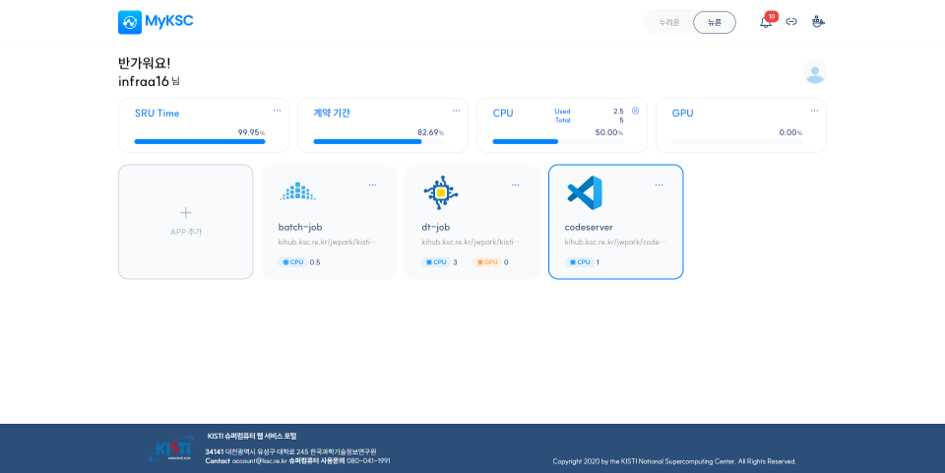 MyKSC
누리온
뉴론
10
반가워요!
infraa16 님
SRU Time
99.95%
계약 기간
82.69%
CPU
Used 2.5
Total 5
50.00%
GPU
0.00%
APP 추가
batch-job
kihub.ksc.re.kr/jwpark/kisti···
CPU 0.5
dt-job
kihub.ksc.re.kr/jwpark/kisti···
CPU 3 GPU 0
codeserver
kihub.ksc.re.kr/jwpark/code···
CPU 1
KISTI
KISTI 슈퍼컴퓨터 웹 서비스 포털
34141 대전광역시 유성구 대학로 245 한국과학기술정보연구원
Contact account@ksc.re.kr 슈퍼컴퓨터 사용문의 080-041-1991
Copyright 2020 by the KISTI National Supercomputing Center. All Rights Reserved.